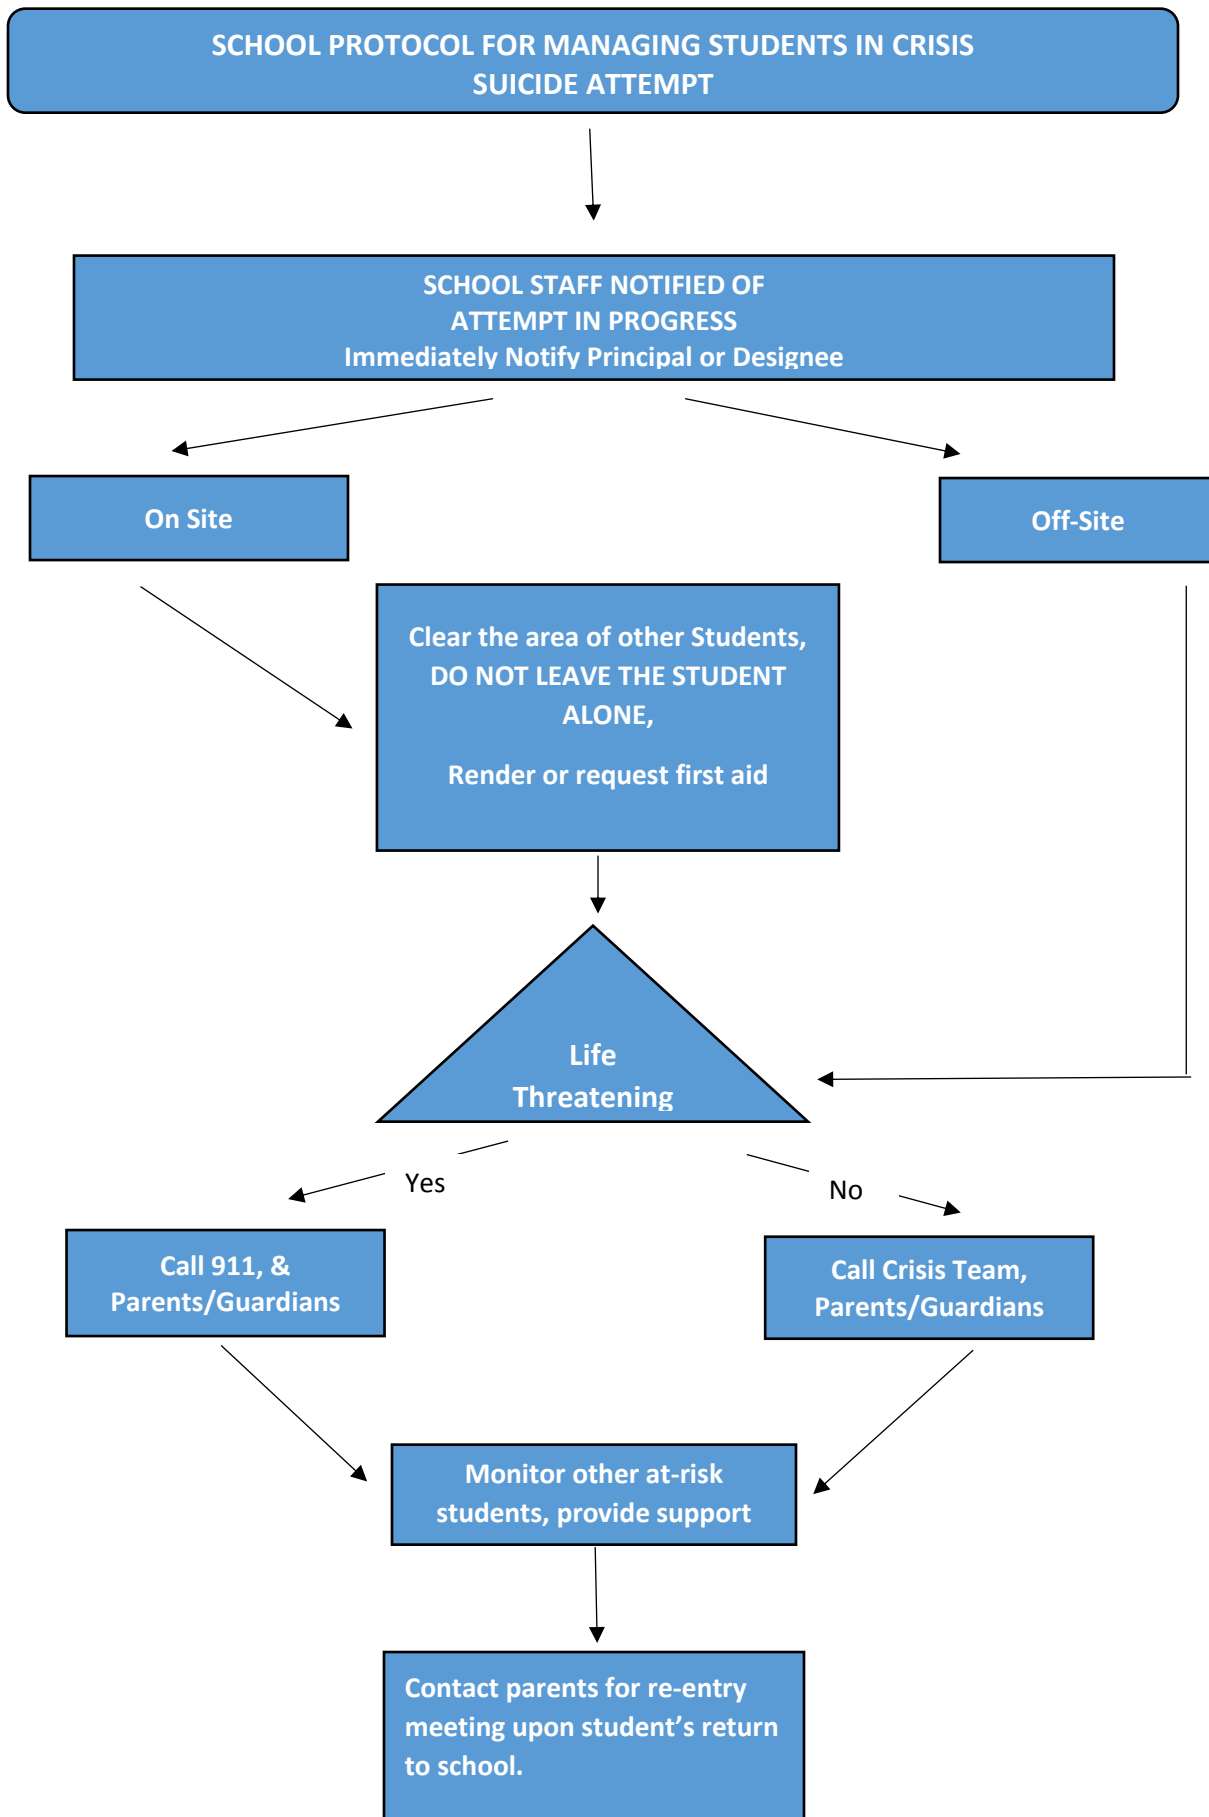 SCHOOL PROTOCOL FOR MANAGING STUDENTS IN CRISIS
SUICIDE ATTEMPT
SCHOOL STAFF NOTIFIED OF
ATTEMPT IN PROGRESS
Immediately Notify Principal or Designee
On Site
Off-Site
Clear the area of other Students,
DO NOT LEAVE THE STUDENT
ALONE,
Render or request first aid
Life
Threatening
Yes
No
Call 911, &
Parents/Guardians
Call Crisis Team,
Parents/Guardians
Monitor other at-risk
students, provide support
Contact parents for re-entry
meeting upon student’s return
to school.